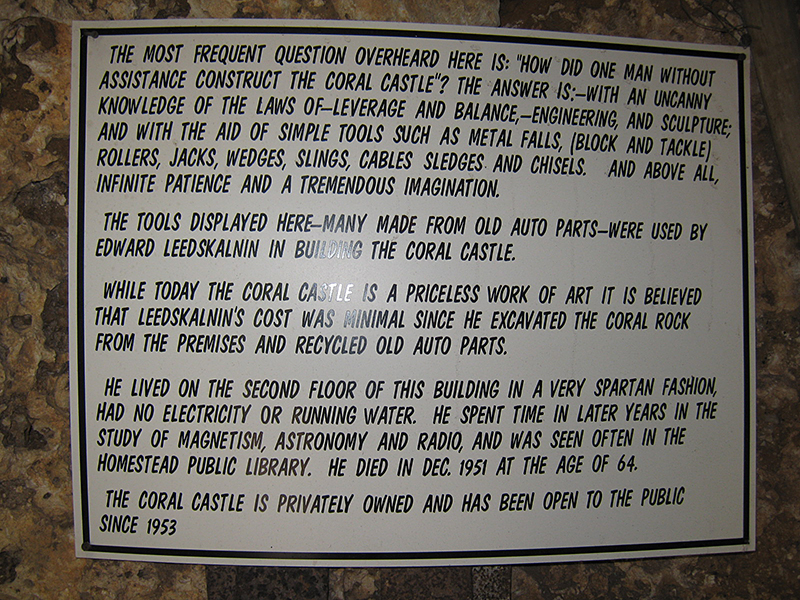 THE MOST FREQUENT QUESTION OVERHEARD HERE IS: "HOW DID ONE MAN WITHOUT
ASSISTANCE CONSTRUCT THE CORAL CASTLE"? THE ANSWER IS:—WITH AN UNCANNY
KNOWLEDGE OF THE LAWS OF—LEVERAGE AND BALANCE,—ENGINEERING, AND SCULPTURE;
AND WITH THE AID OF SIMPLE TOOLS SUCH AS METAL FALLS, (BLOCK AND TACKLE)
ROLLERS, JACKS, WEDGES, SLINGS, CABLES SLEDGES AND CHISELS. AND ABOVE ALL,
INFINITE PATIENCE AND A TREMENDOUS IMAGINATION.
THE TOOLS DISPLAYED HERE—MANY MADE FROM OLD AUTO PARTS—WERE USED BY
EDWARD LEEDSKALNIN IN BUILDING THE CORAL CASTLE.
WHILE TODAY THE CORAL CASTLE IS A PRICELESS WORK OF ART IT IS BELIEVED
THAT LEEDSKALNIN'S COST WAS MINIMAL SINCE HE EXCAVATED THE CORAL ROCK
FROM THE PREMISES AND RECYCLED OLD AUTO PARTS.
HE LIVED ON THE SECOND FLOOR OF THIS BUILDING IN A VERY SPARTAN FASHION,
HAD NO ELECTRICITY OR RUNNING WATER. HE SPENT TIME IN LATER YEARS IN THE
STUDY OF MAGNETISM, ASTRONOMY AND RADIO, AND WAS SEEN OFTEN IN THE
HOMESTEAD PUBLIC LIBRARY. HE DIED IN DEC. 1951 AT THE AGE OF 64.
THE CORAL CASTLE IS PRIVATELY OWNED AND HAS BEEN OPEN TO THE PUBLIC
SINCE 1953